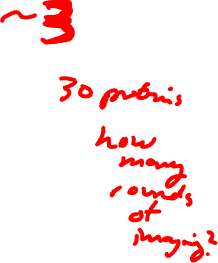 ~3
30 proteins
how
many
rounds
of
imaging?